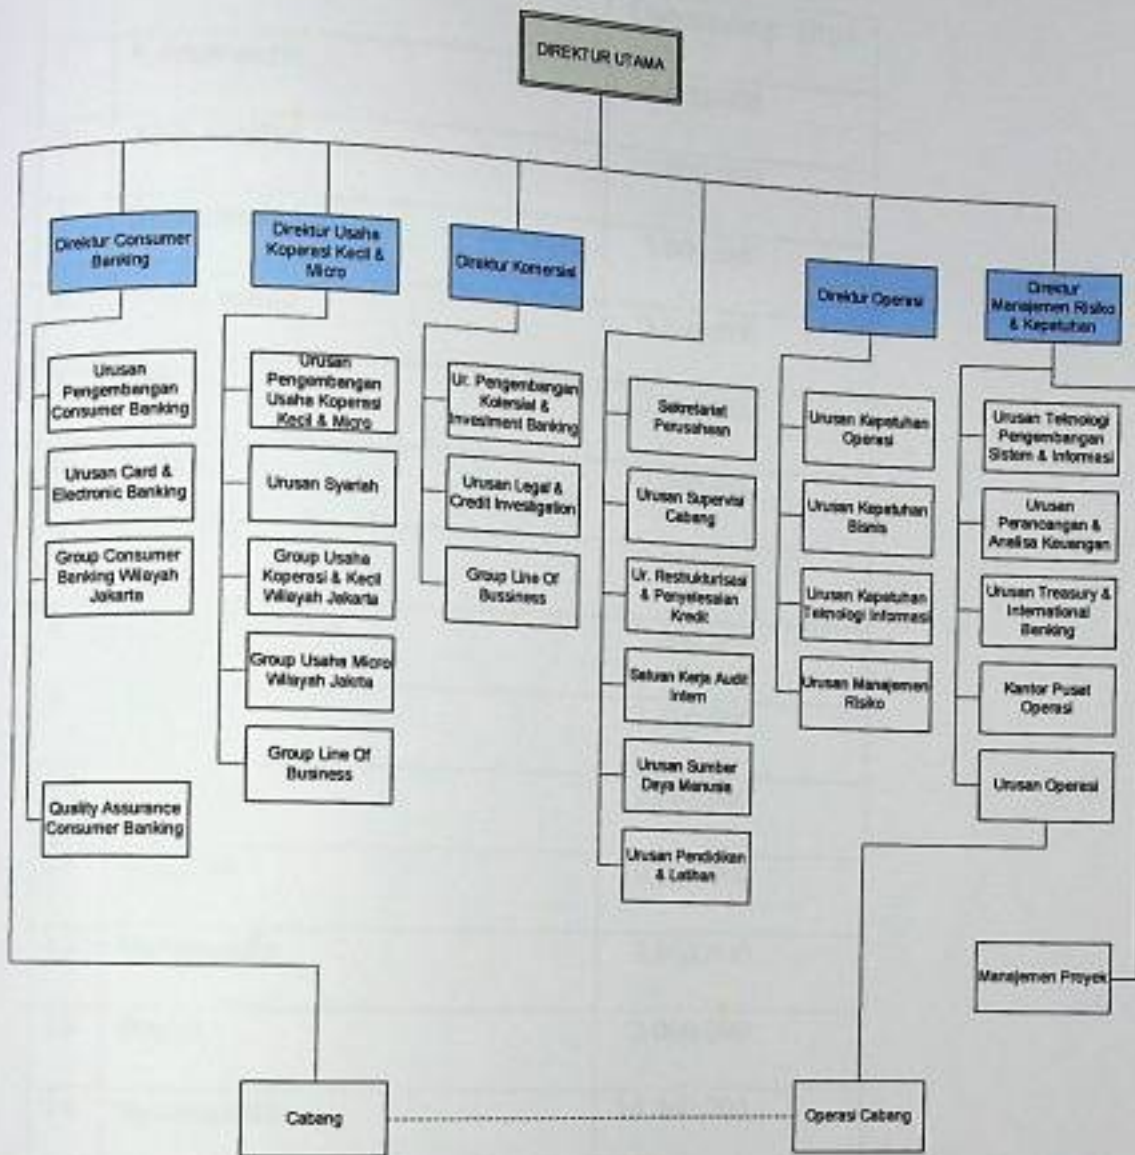 DIREKTUR UTAMA
Direktur Consumer
Banking
Direktur Usaha
Koperasi Kecil &
Micro
Direktur Komersial
Direktur Operasi
Direktur
Manajemen Risiko
& Kepatuhan
Urusan
Pengembangan
Consumer Banking
Urusan Card &
Electronic Banking
Group Consumer
Banking Wilayah
Jakarta
Quality Assurance
Consumer Banking
Urusan
Pengembangan
Usaha Koperasi
Kecil & Micro
Urusan Syariah
Group Usaha
Koperasi & Kecil
Wilayah Jakarta
Group Usaha Micro
Wilayah Jakrta
Group Line Of
Business
Ur. Pengembangan
Kolersial &
Investment Banking
Urusan Legal &
Credit Investigation
Group Line Of
Bussiness
Sekretariat
Perusahaan
Urusan Supervisi
Cabang
Ur. Restrukturisasi
& Penyelesaian
Kredit
Satuan Kerja Audit
Intern
Urusan Sumber
Daya Manusia
Urusan Pendidikan
& Latihan
Urusan Kepatuhan
Operasi
Urusan Kepatuhan
Bisnis
Urusan Kepatuhan
Teknologi Informasi
Urusan Manajemen
Risiko
Urusan Teknologi
Pengembangan
Sistem & Informasi
Urusan
Perancangan &
Analisa Keuangan
Urusan Treasury &
International
Banking
Kantor Pusat
Operasi
Urusan Operasi
Manajemen Proyek
Cabang
Operasi Cabang